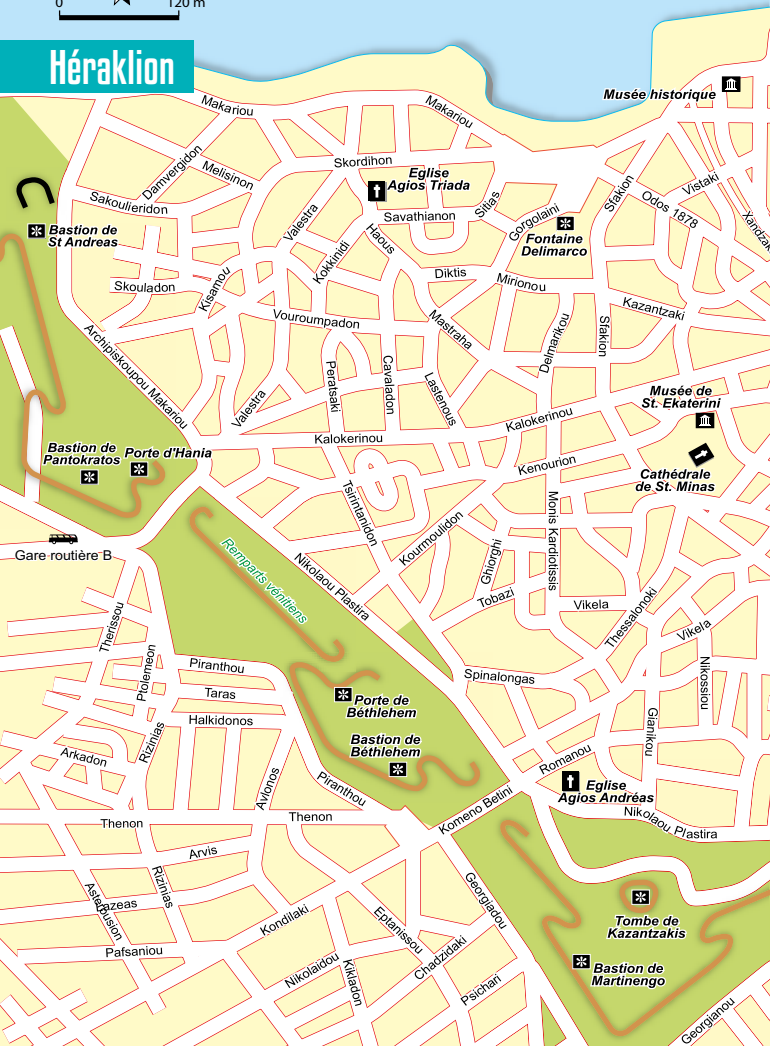 0 120 m
Héraklion
Makariou
Makariou
Musée historique
Skordihon
Damvergidon
Melisinon
Eglise
Agios Triada
Vistaki
Sfakion
Odos 1878
Sakoulieridon
Valestra
Savathianon
Sitias
Gorgolaini
Bastion de
St Andreas
Haous
Fontaine
Delimarco
Kokkinidi
Diktis
Mirionou
Skouladon
Kisamou
Kazantzaki
Vouroumpadon
Mastraha
Delmarikou
Sfakion
Archipiskoupou Makariou
Peratsaki
Cavaladon
Lastenous
Valestra
Musée de
St. Ekaterini
Kalokerinou
Kalokerinou
Bastion de
Pantokratos
Porte d'Hania
Kenourion
Cathédrale
de St. Minas
Tsirintanidon
Monis Kardiotissis
Gare routière B
Remparts vénitiens
Nikolaou Plastira
Kourmoulidon
Ghiorghi
Tobazi
Vikela
Thessalonoki
Vikela
Therissou
Ptolemeon
Piranthou
Spinalongas
Nikossiou
Taras
Porte de
Béthlehem
Halkidonos
Giankou
Rizinias
Arkadon
Bastion de
Béthlehem
Romanou
Avlonos
Piranthou
Eglise
Agios Andréas
Komeno Betini
Nikolaou Plastira
Thenon
Thenon
Arvis
Rizinias
Asterousion
Georgiadou
Kondilaki
Eptanissou
Tombe de
Kazantzakis
Pafsaniou
Chadzidaki
Nikolaidou
Kikladon
Psichari
Bastion de
Martinengo
Georgianou